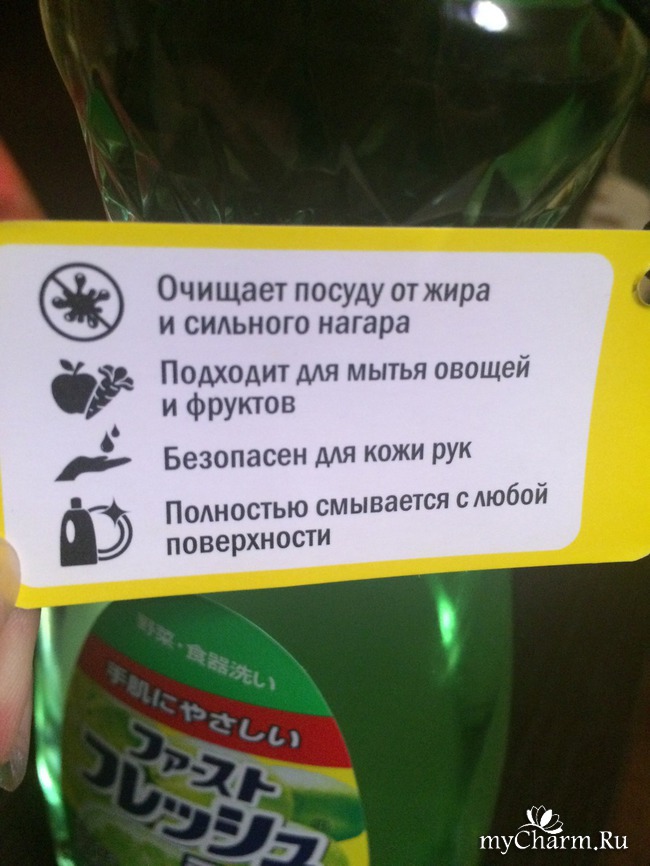 Очищает посуду от жира
и сильного нагара
Подходит для мытья овощей
и фруктов
Безопасен для кожи рук
Полностью смывается с любой
поверхности
野菜・食器洗い
手肌にやさしい
ファースト
フレッシュ
myCharm.Ru